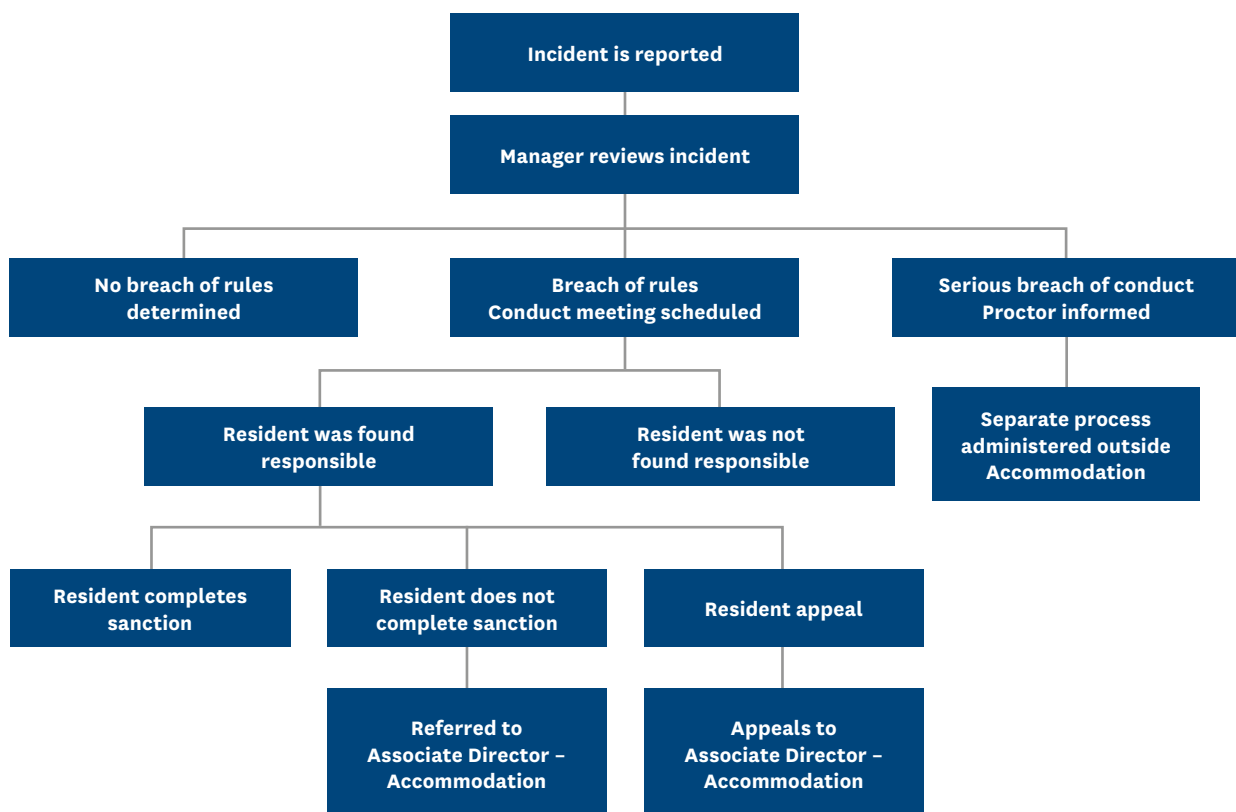 Incident is reported
Manager reviews incident
No breach of rules
determined
Breach of rules
Conduct meeting scheduled
Serious breach of conduct
Proctor informed
Resident was found
responsible
Resident was not
found responsible
Separate process
administered outside
Accommodation
Resident completes
sanction
Resident does not
complete sanction
Resident appeal
Referred to
Associate Director –
Accommodation
Appeals to
Associate Director –
Accommodation